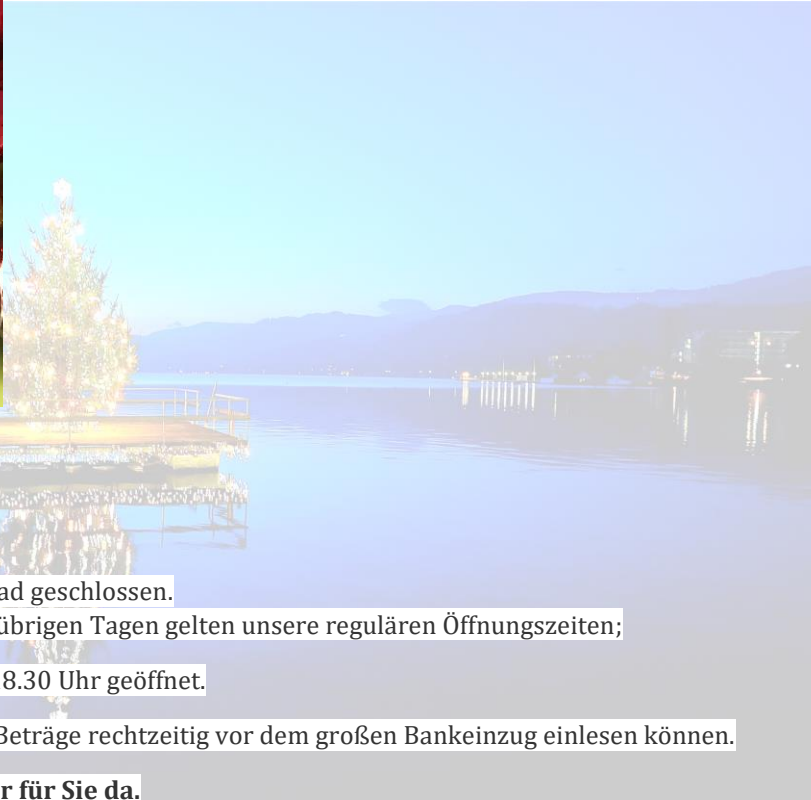 ad geschlossen.
übrigen Tagen gelten unsere regulären Öffnungszeiten;
8.30 Uhr geöffnet.
Beträge rechtzeitig vor dem großen Bankeinzug einlesen können.
r für Sie da.